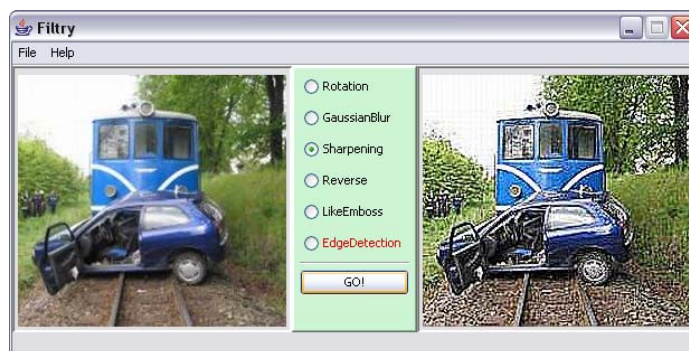 Filtry
File Help
Rotation
GaussianBlur
Sharpening
Reverse
LikeEmboss
EdgeDetection
GO!